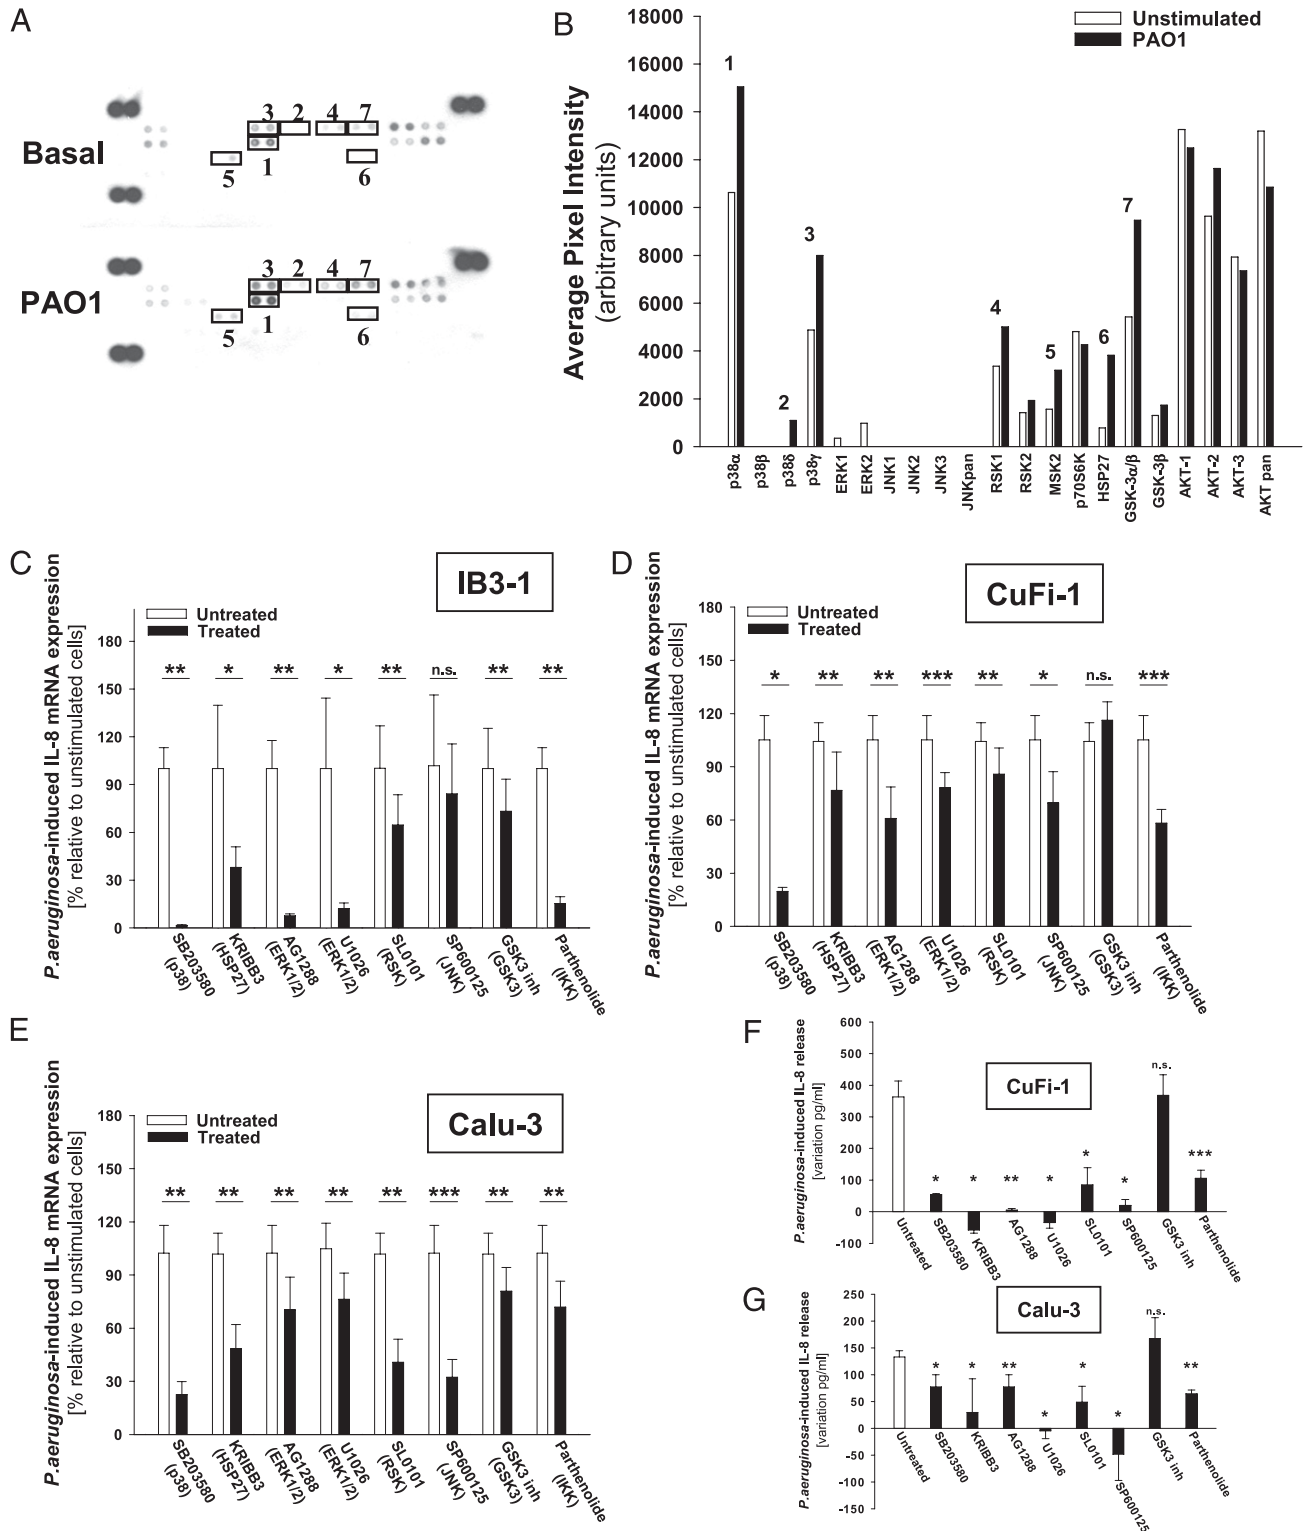 A
Basal
3 2 4 7
5 1 6
PAO1
3 2 4 7
5 1 6
B
Average Pixel Intensity
(arbitrary units)
18000
16000
14000
12000
10000
8000
6000
4000
2000
0
Unstimulated
PAO1
1
2
3
4
5
6
7
p38α
p38β
p38δ
p38γ
ERK1
ERK2
JNK1
JNK2
JNK3
JNKpan
RSK1
RSK2
MSK2
p70S6K
HSP27
GSK-3α/β
GSK-3β
AKT-1
AKT-2
AKT-3
AKT pan
C
IB3-1
P.aeruginosa-induced IL-8 mRNA expression
[% relative to unstimulated cells]
Untreated
Treated
180
150
120
90
60
30
0
** * ** * ** n.s. ** **
SB203580
(p38)
KRIBB3
(HSP27)
AG1288
(ERK1/2)
U1026
(ERK1/2)
SL0101
(RSK)
SP600125
(JNK)
GSK3 inh
(GSK3)
Parthenolide
(IKK)
D
CuFi-1
P.aeruginosa-induced IL-8 mRNA expression
[% relative to unstimulated cells]
Untreated
Treated
180
150
120
90
60
30
0
* ** ** *** ** * n.s. ***
SB203580
(p38)
KRIBB3
(HSP27)
AG1288
(ERK1/2)
U1026
(ERK1/2)
SL0101
(RSK)
SP600125
(JNK)
GSK3 inh
(GSK3)
Parthenolide
(IKK)
E
Calu-3
P.aeruginosa-induced IL-8 mRNA expression
[% relative to unstimulated cells]
Untreated
Treated
180
150
120
90
60
30
0
** ** ** ** ** *** ** **
SB203580
(p38)
KRIBB3
(HSP27)
AG1288
(ERK1/2)
U1026
(ERK1/2)
SL0101
(RSK)
SP600125
(JNK)
GSK3 inh
(GSK3)
Parthenolide
(IKK)
F
CuFi-1
P.aeruginosa-induced IL-8 release
[variation pg/ml]
600
500
400
300
200
100
0
-100
* * ** * * * n.s. ***
Untreated
SB203580
KRIBB3
AG1288
U1026
SL0101
SP600125
GSK3 inh
Parthenolide
G
Calu-3
P.aeruginosa-induced IL-8 release
[variation pg/ml]
250
200
150
100
50
0
-50
-100
-150
* * ** * * * n.s. **
Untreated
SB203580
KRIBB3
AG1288
U1026
SL0101
SP600125
GSK3 inh
Parthenolide